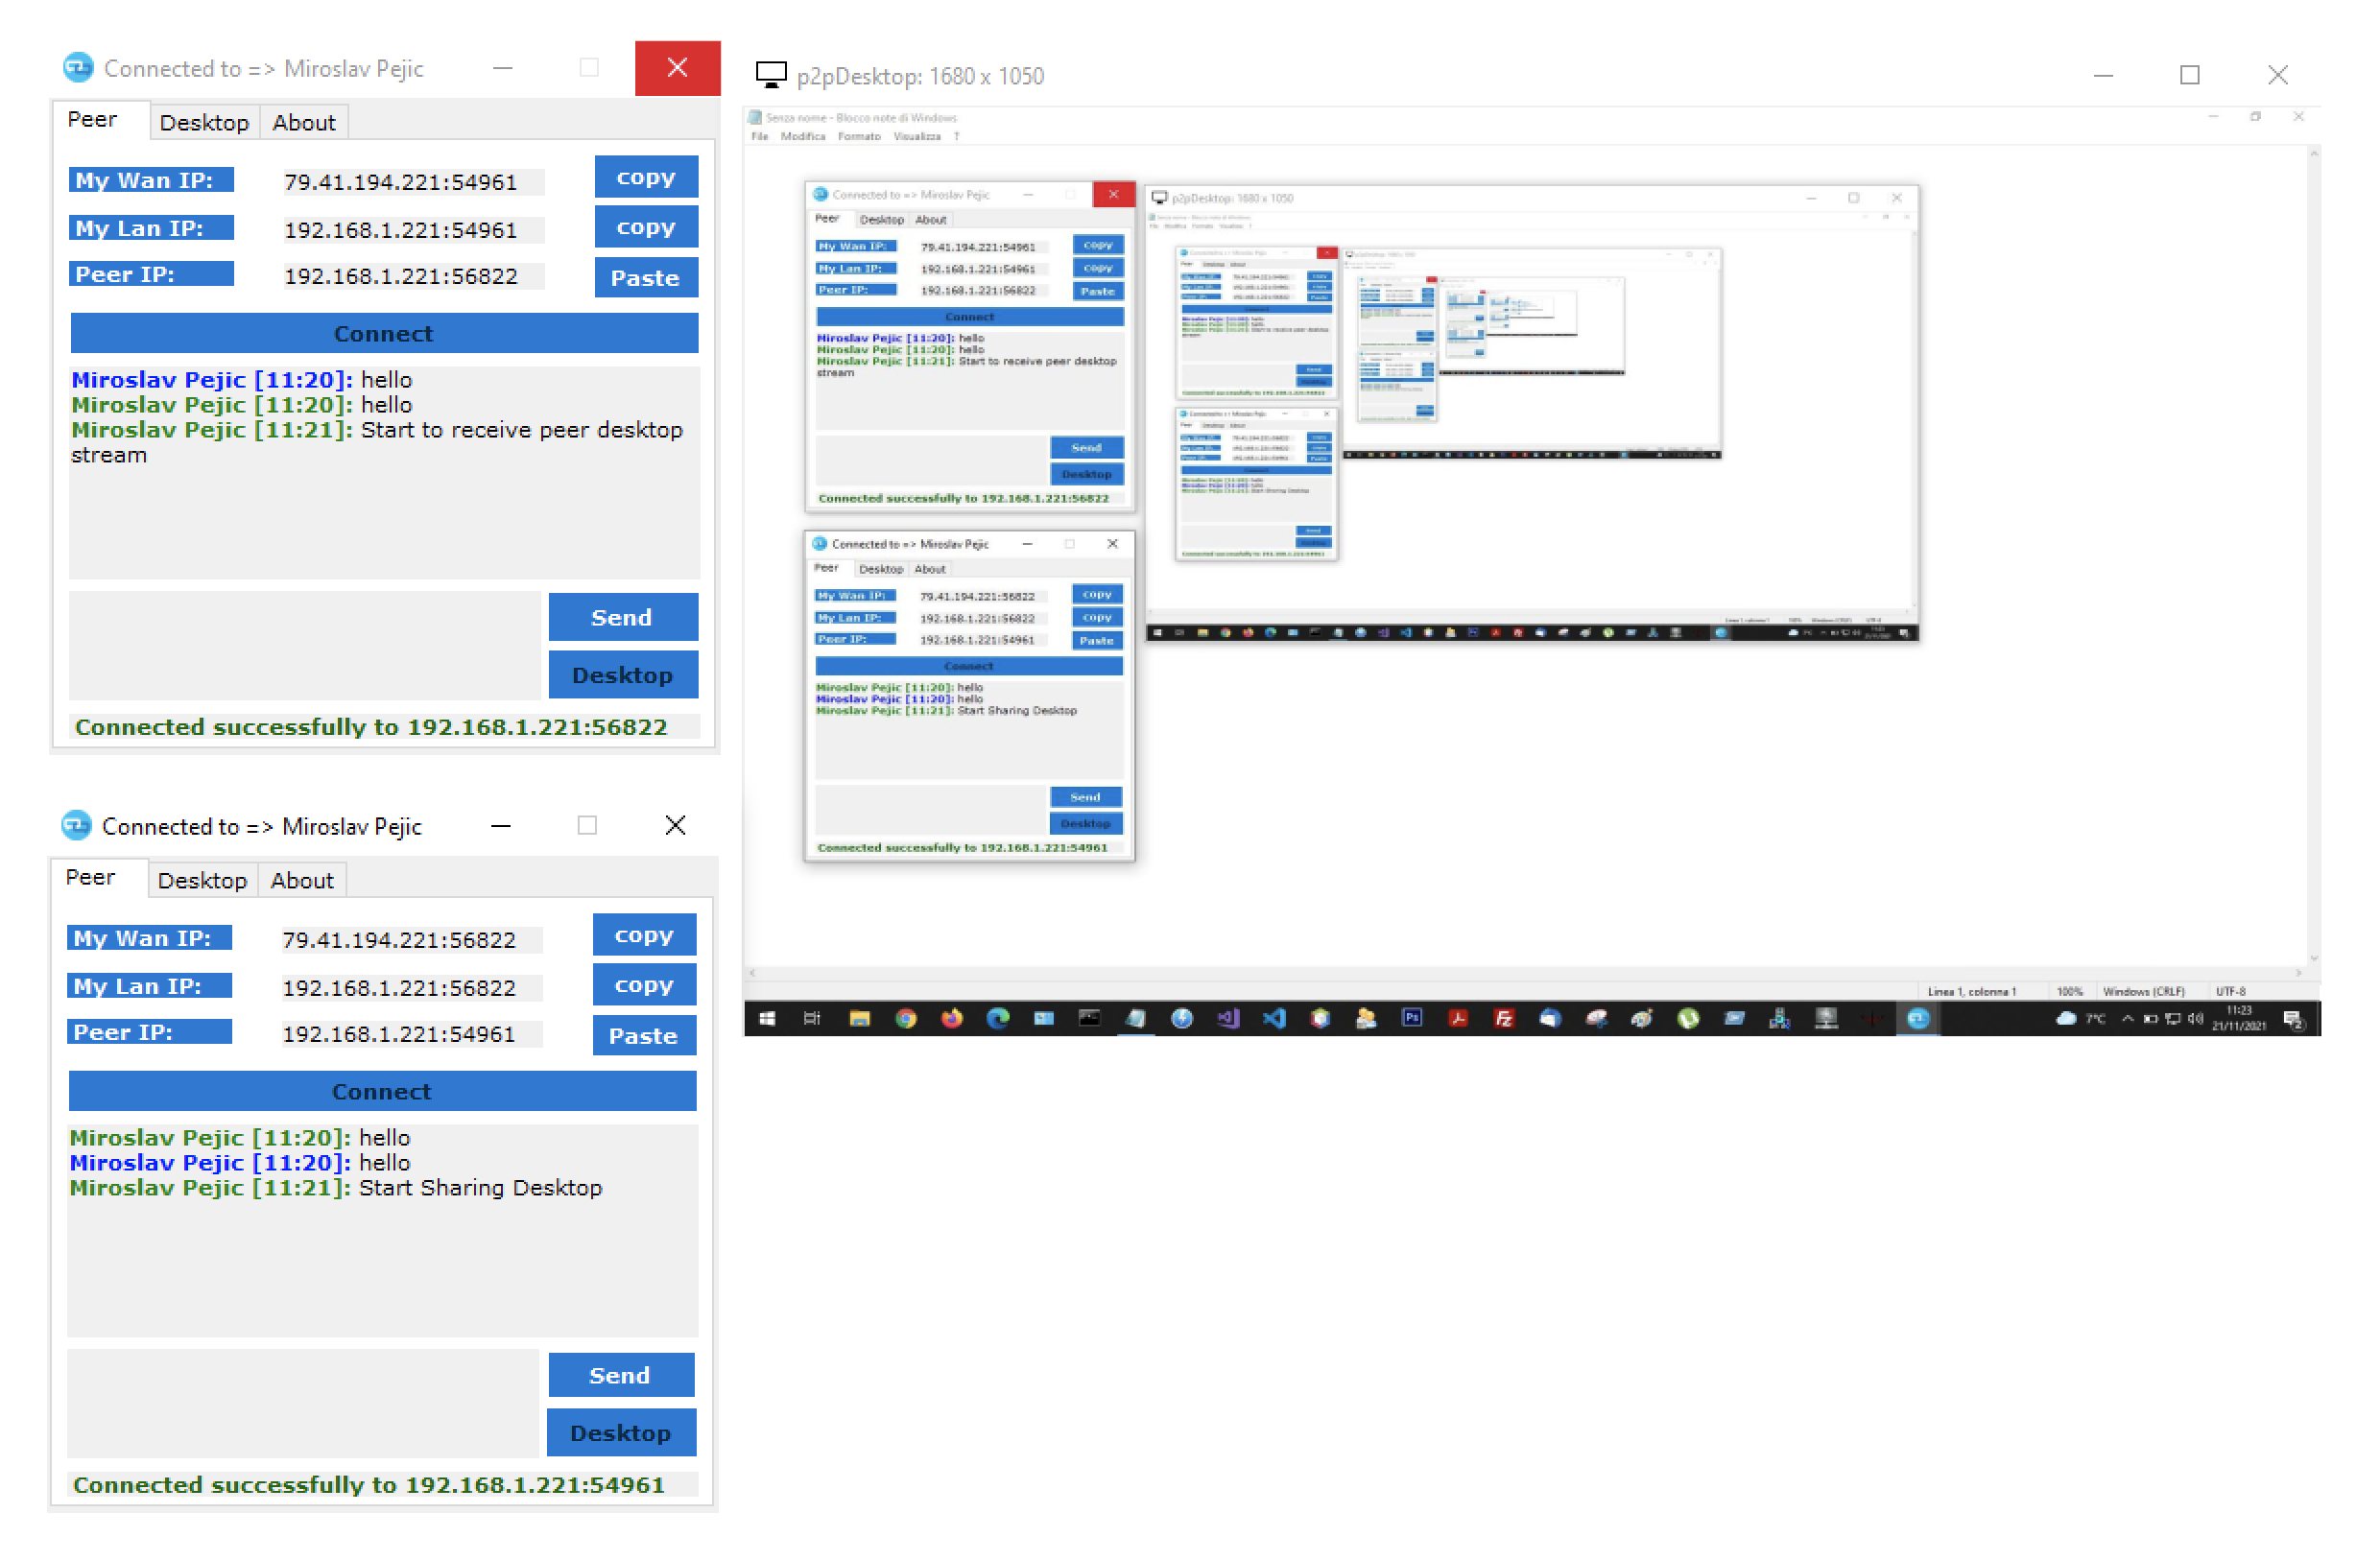 Connected to => Miroslav Pejic
Peer Desktop About
My Wan IP: 79.41.194.221:54961 copy
My Lan IP: 192.168.1.221:54961 copy
Peer IP: 192.168.1.221:56822 Paste
Connect
Miroslav Pejic [11:20]: hello
Miroslav Pejic [11:20]: hello
Miroslav Pejic [11:21]: Start to receive peer desktop
stream
Send
Desktop
Connected successfully to 192.168.1.221:56822
Connected to => Miroslav Pejic
Peer Desktop About
My Wan IP: 79.41.194.221:56822 copy
My Lan IP: 192.168.1.221:56822 copy
Peer IP: 192.168.1.221:54961 Paste
Connect
Miroslav Pejic [11:20]: hello
Miroslav Pejic [11:20]: hello
Miroslav Pejic [11:21]: Start Sharing Desktop
Send
Desktop
Connected successfully to 192.168.1.221:54961
p2pDesktop: 1680 x 1050
Senza nome - Blocco note di Windows
File Modifica Formato Visualizza ?
Connected to => Miroslav Pejic
Peer Desktop About
My Wan IP: 79.41.194.221:54961 copy
My Lan IP: 192.168.1.221:54961 copy
Peer IP: 192.168.1.221:56822 Paste
Connect
Miroslav Pejic [11:20]: hello
Miroslav Pejic [11:20]: hello
Miroslav Pejic [11:21]: Start to receive peer desktop
stream
Send
Desktop
Connected successfully to 192.168.1.221:56822
Connected to => Miroslav Pejic
Peer Desktop About
My Wan IP: 79.41.194.221:56822 copy
My Lan IP: 192.168.1.221:56822 copy
Peer IP: 192.168.1.221:54961 Paste
Connect
Miroslav Pejic [11:20]: hello
Miroslav Pejic [11:20]: hello
Miroslav Pejic [11:21]: Start Sharing Desktop
Send
Desktop
Connected successfully to 192.168.1.221:54961
p2pDesktop: 1680 x 1050
Linea 1, colonna 1 100% Windows (CRLF) UTF-8
Ps Fz 7°C 11:23
21/11/2021 2